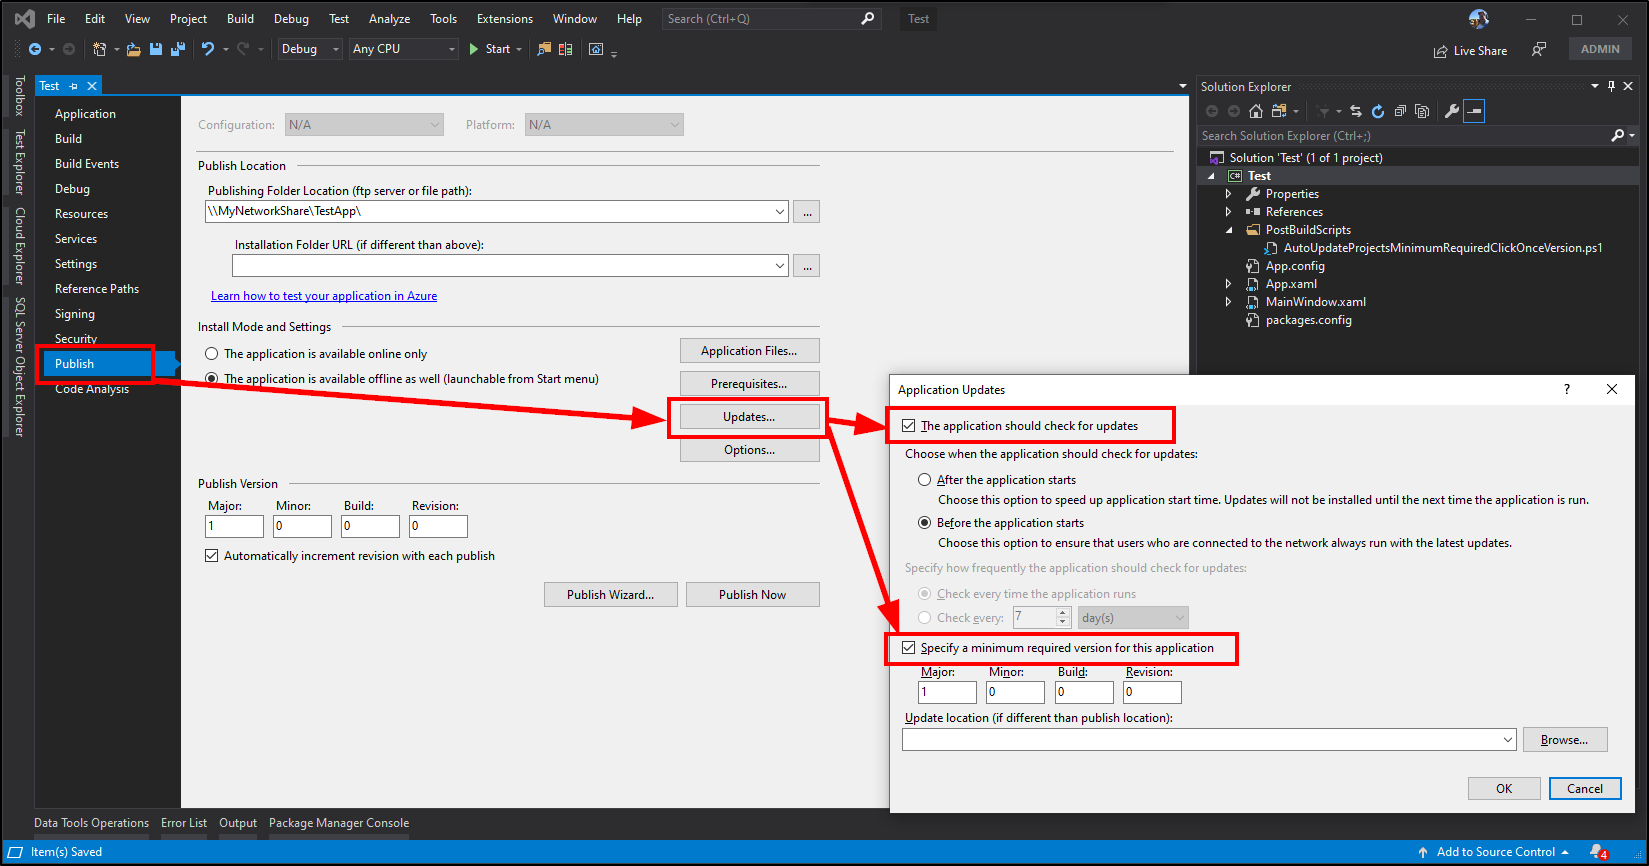 File Edit View Project Build Debug Test Analyze Tools Extensions Window Help Search (Ctrl+Q) Test
Debug Any CPU Start Live Share ADMIN
Toolbox
Test Explorer
Cloud Explorer
SQL Server Object Explorer
Test
Application
Build
Build Events
Debug
Resources
Services
Settings
Reference Paths
Signing
Security
Publish
Code Analysis
Configuration: N/A Platform: N/A
Publish Location
Publishing Folder Location (ftp server or file path):
\\MyNetworkShare\TestApp\ ...
Installation Folder URL (if different than above):
...
Learn how to test your application in Azure
Install Mode and Settings
The application is available online only
The application is available offline as well (launchable from Start menu)
Application Files...
Prerequisites...
Updates...
Options...
Publish Version
Major: Minor: Build: Revision:
1 0 0 0
Automatically increment revision with each publish
Publish Wizard... Publish Now
Solution Explorer
Search Solution Explorer (Ctrl+;)
Solution 'Test' (1 of 1 project)
C# Test
Properties
References
PostBuildScripts
AutoUpdateProjectsMinimumRequiredClickOnceVersion.ps1
App.config
App.xaml
MainWindow.xaml
packages.config
Application Updates ?
The application should check for updates
Choose when the application should check for updates:
After the application starts
Choose this option to speed up application start time. Updates will not be installed until the next time the application is run.
Before the application starts
Choose this option to ensure that users who are connected to the network always run with the latest updates.
Specify how frequently the application should check for updates:
Check every time the application runs
Check every: 7 day(s)
Specify a minimum required version for this application
Major: Minor: Build: Revision:
1 0 0 0
Update location (if different than publish location):
Browse...
OK Cancel
Data Tools Operations Error List Output Package Manager Console
Item(s) Saved Add to Source Control 4